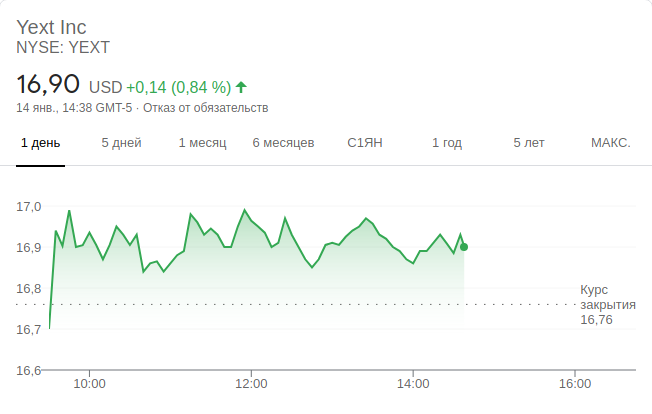 Yext Inc
NYSE: YEXT
16,90 USD +0,14 (0,84 %)
14 янв., 14:38 GMT-5 · Отказ от обязательств
1 день 5 дней 1 месяц 6 месяцев С1ЯН 1 год 5 лет МАКС.
17,0
16,9
16,8
Курс
закрытия
16,76
16,7
16,6
10:00 12:00 14:00 16:00